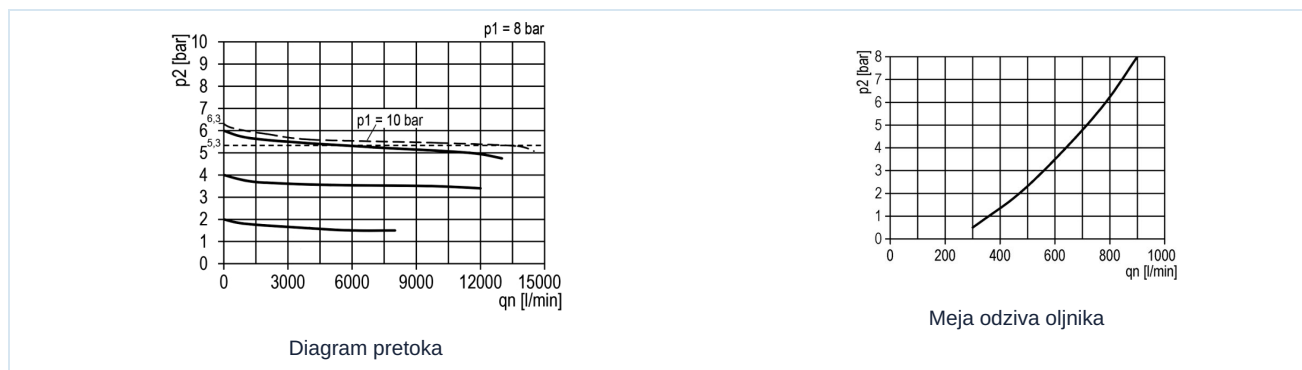 p1 = 8 bar
p2 [bar]
10
9
8
7
6,3
6
p1 = 10 bar
5,3
5
4
3
2
1
0
0 3000 6000 9000 12000 15000
qn [l/min]
Diagram pretoka
p2 [bar]
8
7
6
5
4
3
2
1
0
0 200 400 600 800 1000
qn [l/min]
Meja odziva oljnika